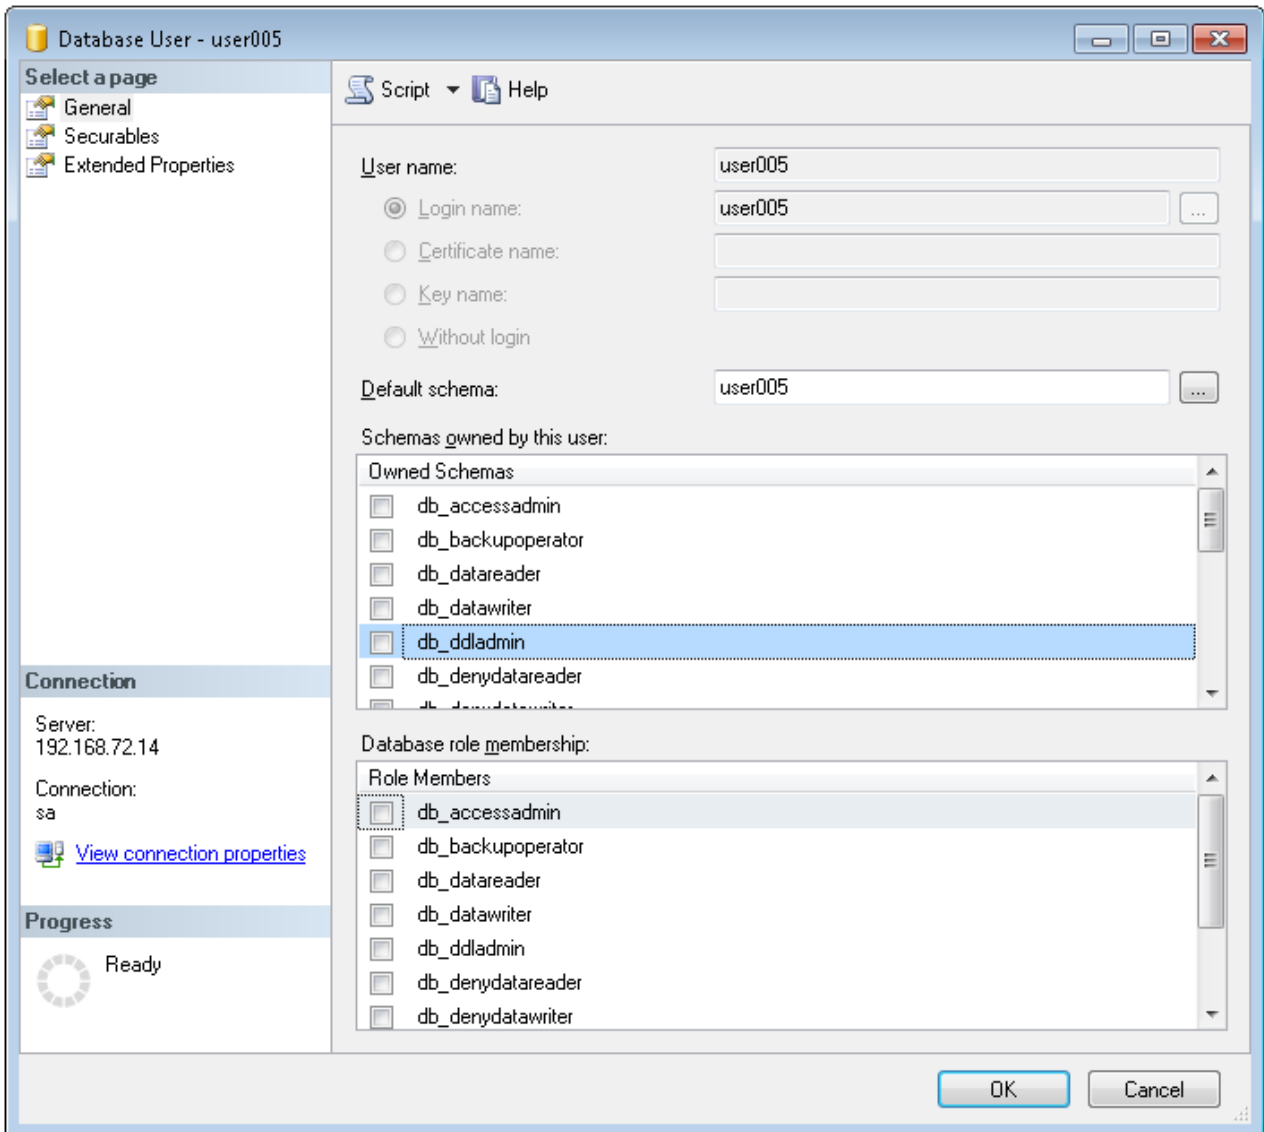 Database User - user005
Select a page
General
Securables
Extended Properties
Script
Help
User name:
user005
Login name:
user005
...
Certificate name:
Key name:
Without login
Default schema:
user005
...
Schemas owned by this user:
Owned Schemas
db_accessadmin
db_backupoperator
db_datareader
db_datawriter
db_ddladmin
db_denydatareader
db_denydatawriter
Database role membership:
Role Members
db_accessadmin
db_backupoperator
db_datareader
db_datawriter
db_ddladmin
db_denydatareader
db_denydatawriter
Connection
Server:
192.168.72.14
Connection:
sa
View connection properties
Progress
Ready
OK
Cancel